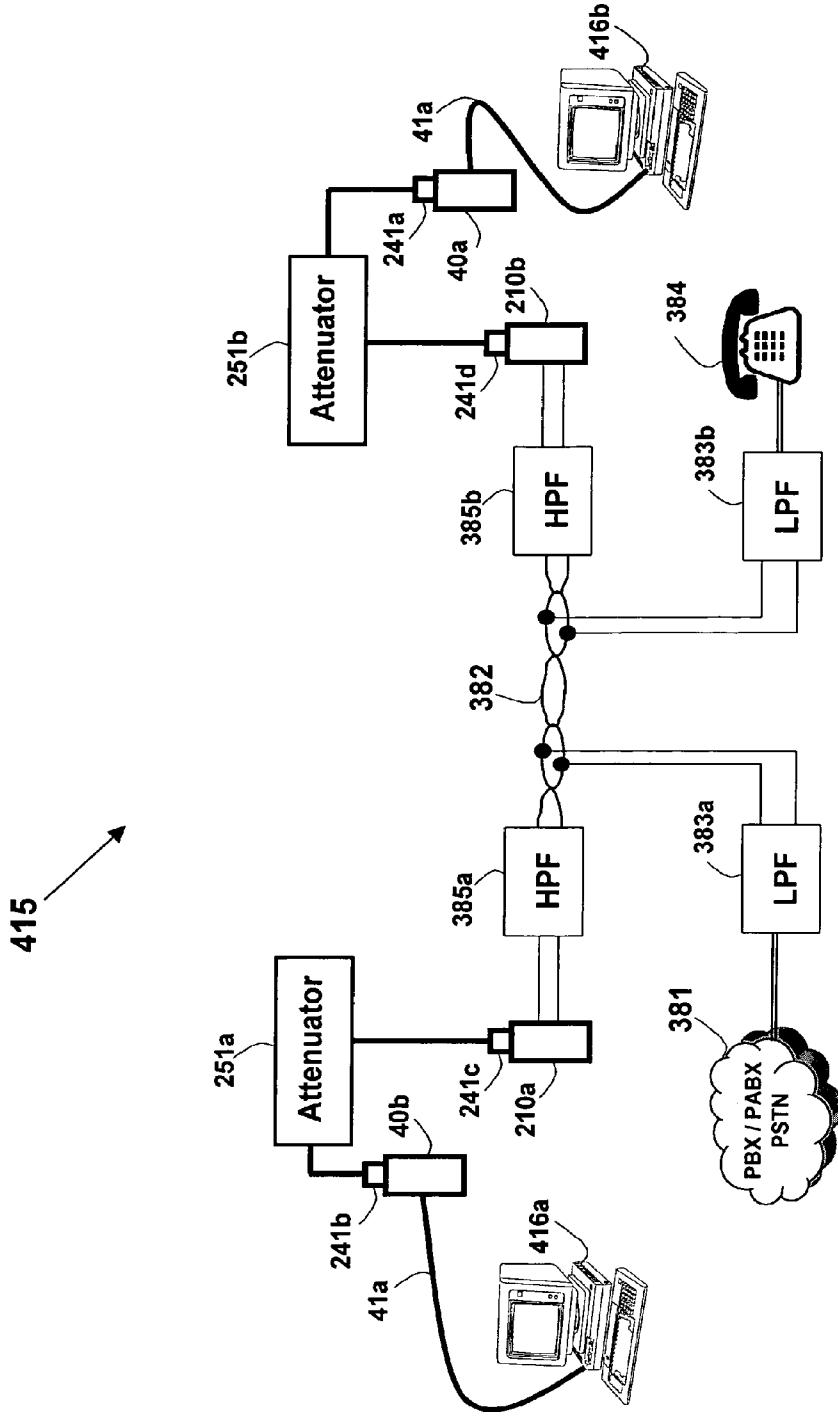 415
416b
41a
241a
40a
Attenuator
251b
210b
241d
384
385b
HPF
383b
LPF
382
385a
HPF
383a
LPF
251a
Attenuator
241c
210a
40b
241b
381
PBX / PABX
PSTN
416a
41a